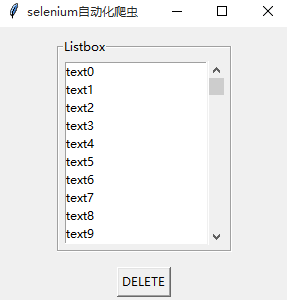 selenium自动化爬虫
Listbox
text0
text1
text2
text3
text4
text5
text6
text7
text8
text9
DELETE